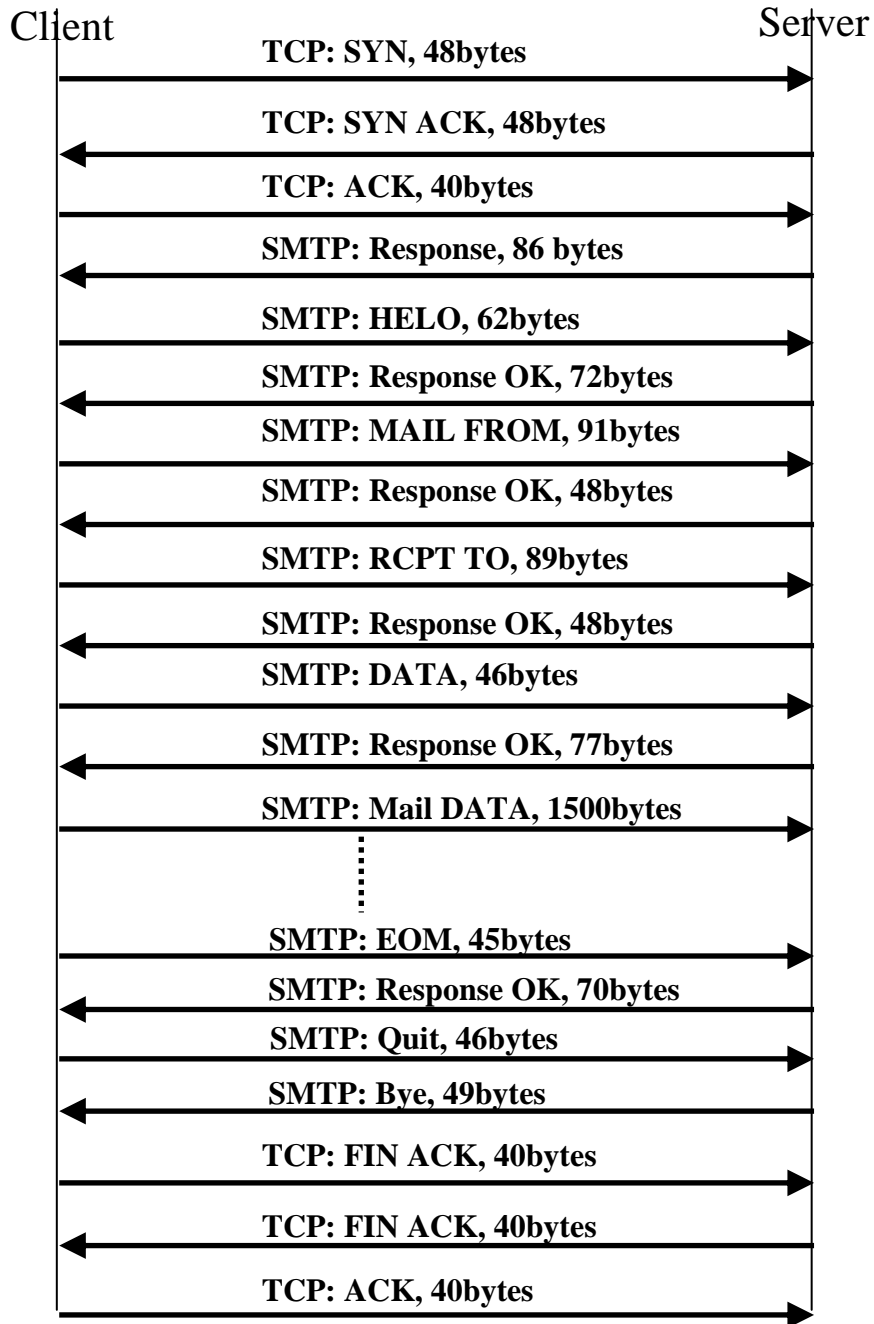 Client
Server
TCP: SYN, 48bytes
TCP: SYN ACK, 48bytes
TCP: ACK, 40bytes
SMTP: Response, 86 bytes
SMTP: HELO, 62bytes
SMTP: Response OK, 72bytes
SMTP: MAIL FROM, 91bytes
SMTP: Response OK, 48bytes
SMTP: RCPT TO, 89bytes
SMTP: Response OK, 48bytes
SMTP: DATA, 46bytes
SMTP: Response OK, 77bytes
SMTP: Mail DATA, 1500bytes
SMTP: EOM, 45bytes
SMTP: Response OK, 70bytes
SMTP: Quit, 46bytes
SMTP: Bye, 49bytes
TCP: FIN ACK, 40bytes
TCP: FIN ACK, 40bytes
TCP: ACK, 40bytes